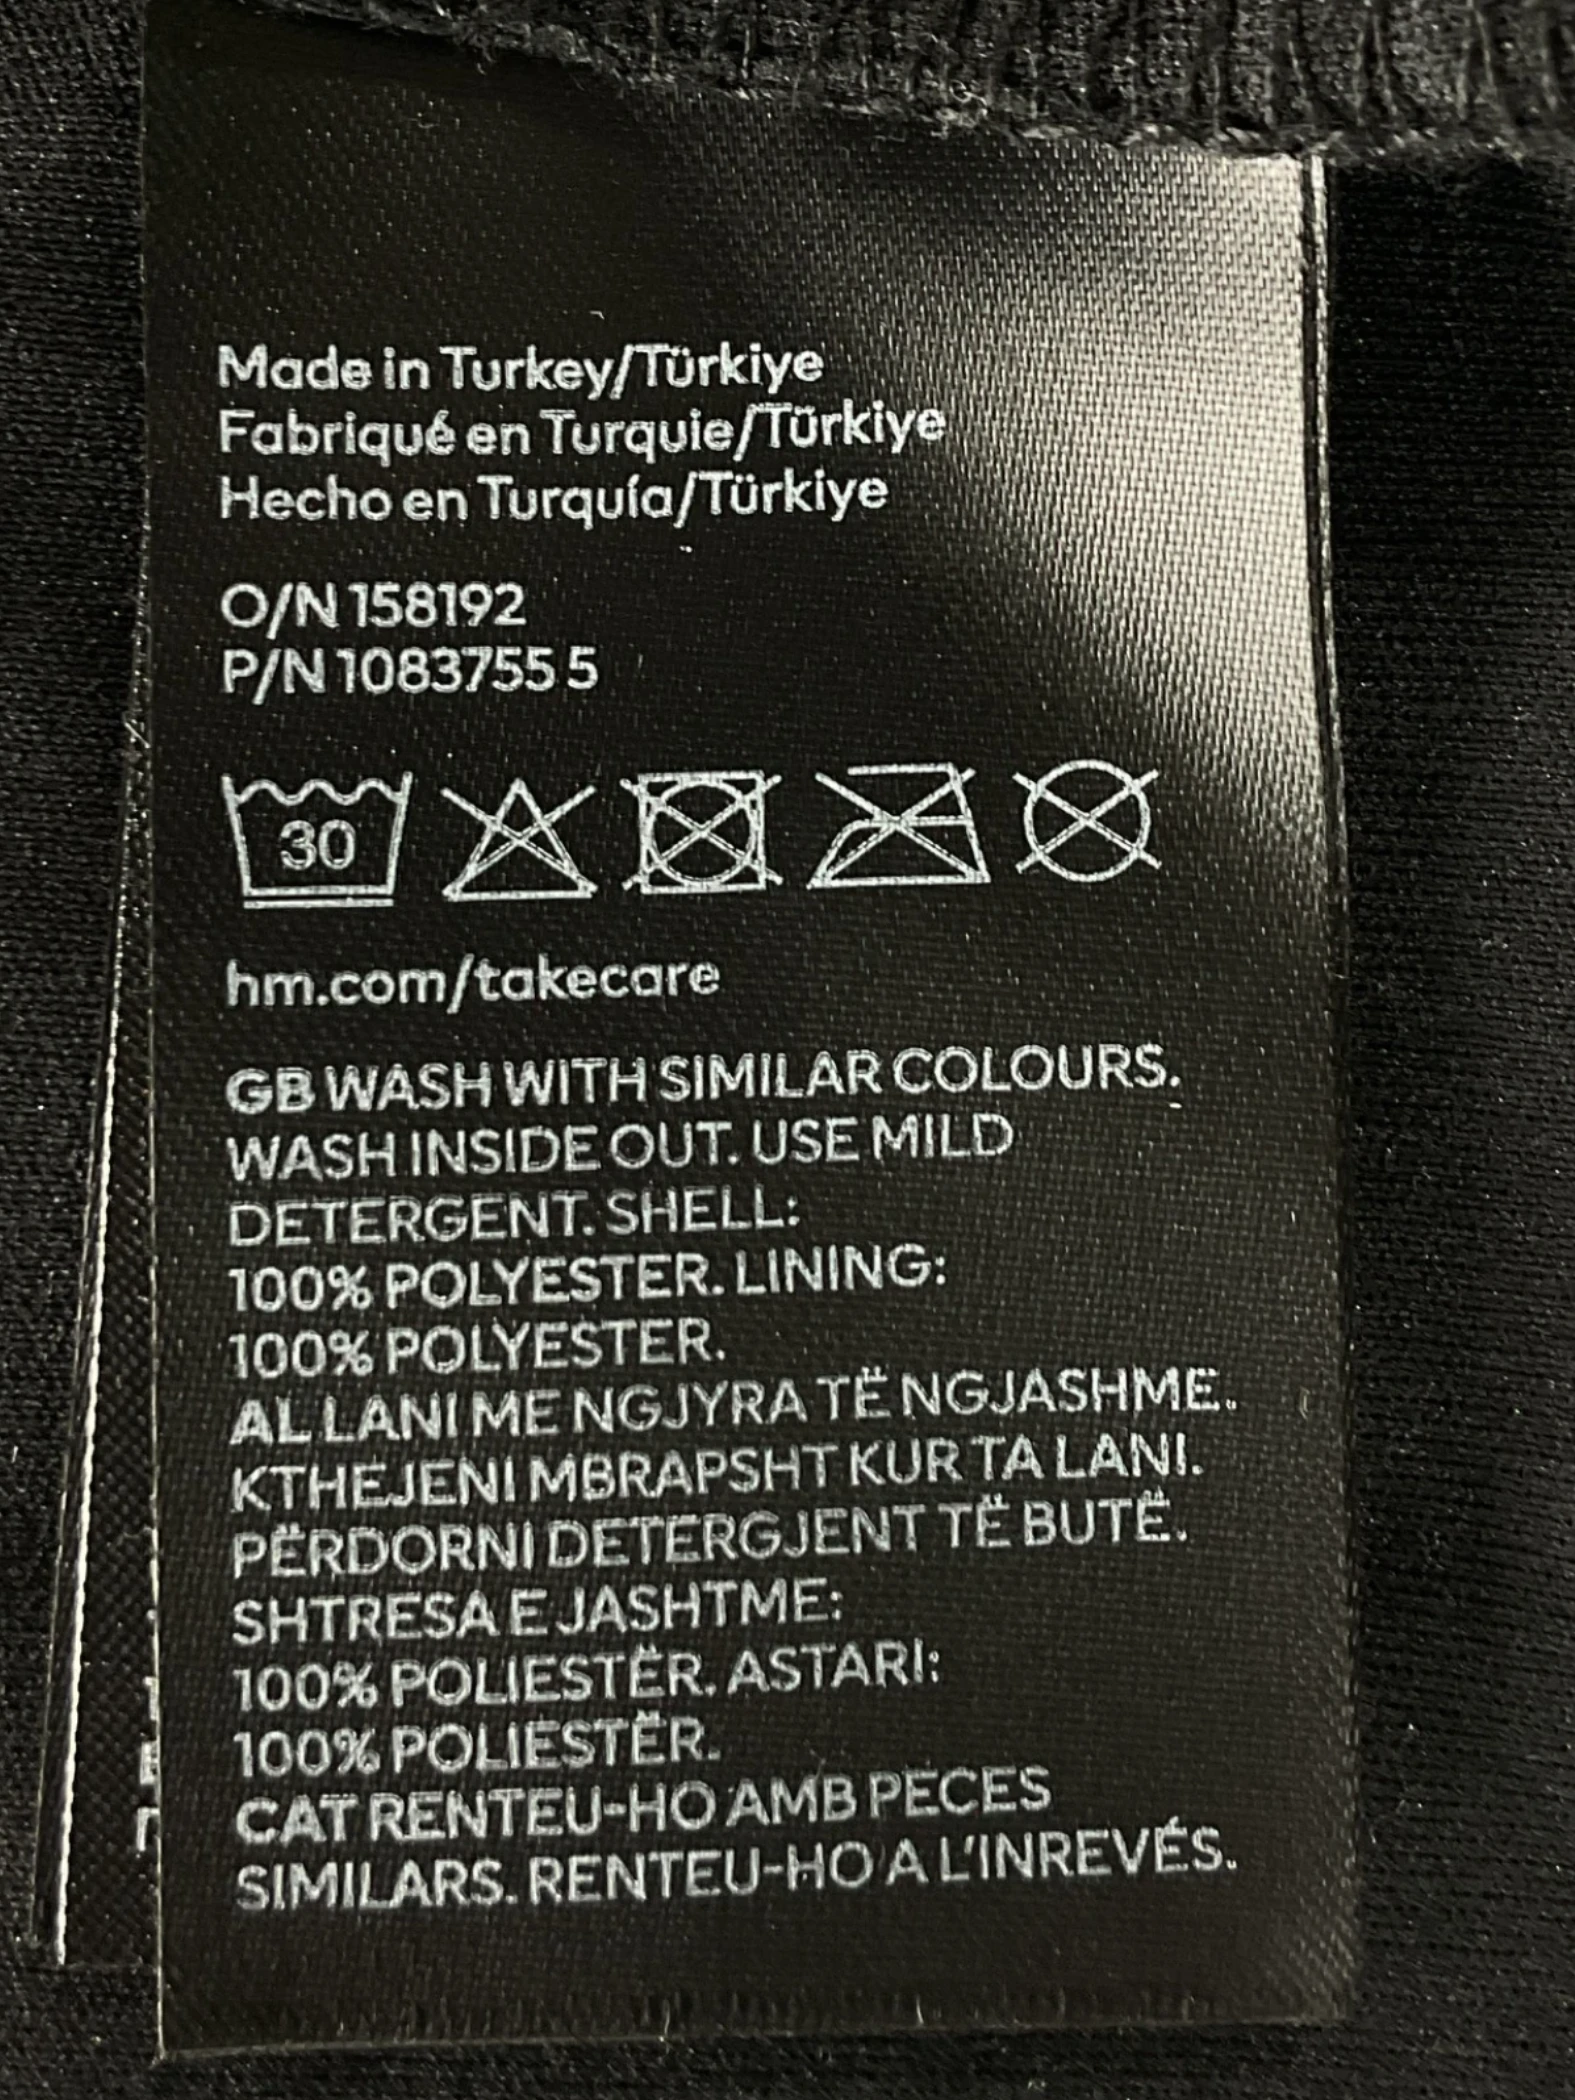 Made in Turkey/Türkiye
Fabriqué en Turquie/Türkiye
Hecho en Turquía/Türkiye
O/N 158192
P/N 1083755 5
30
hm.com/takecare
GB WASH WITH SIMILAR COLOURS.
WASH INSIDE OUT. USE MILD
DETERGENT. SHELL:
100% POLYESTER. LINING:
100% POLYESTER.
AL LANI ME NGJYRA TË NGJASHME.
KTHEJENI MBRAPSHT KUR TA LANI.
PËRDORNI DETERGJENT TË BUTË.
SHTRESA E JASHTME:
100% POLIESTËR. ASTARI:
100% POLIESTËR.
CAT RENTEU-HO AMB PECES
SIMILARS. RENTEU-HO A L'INREVÉS.